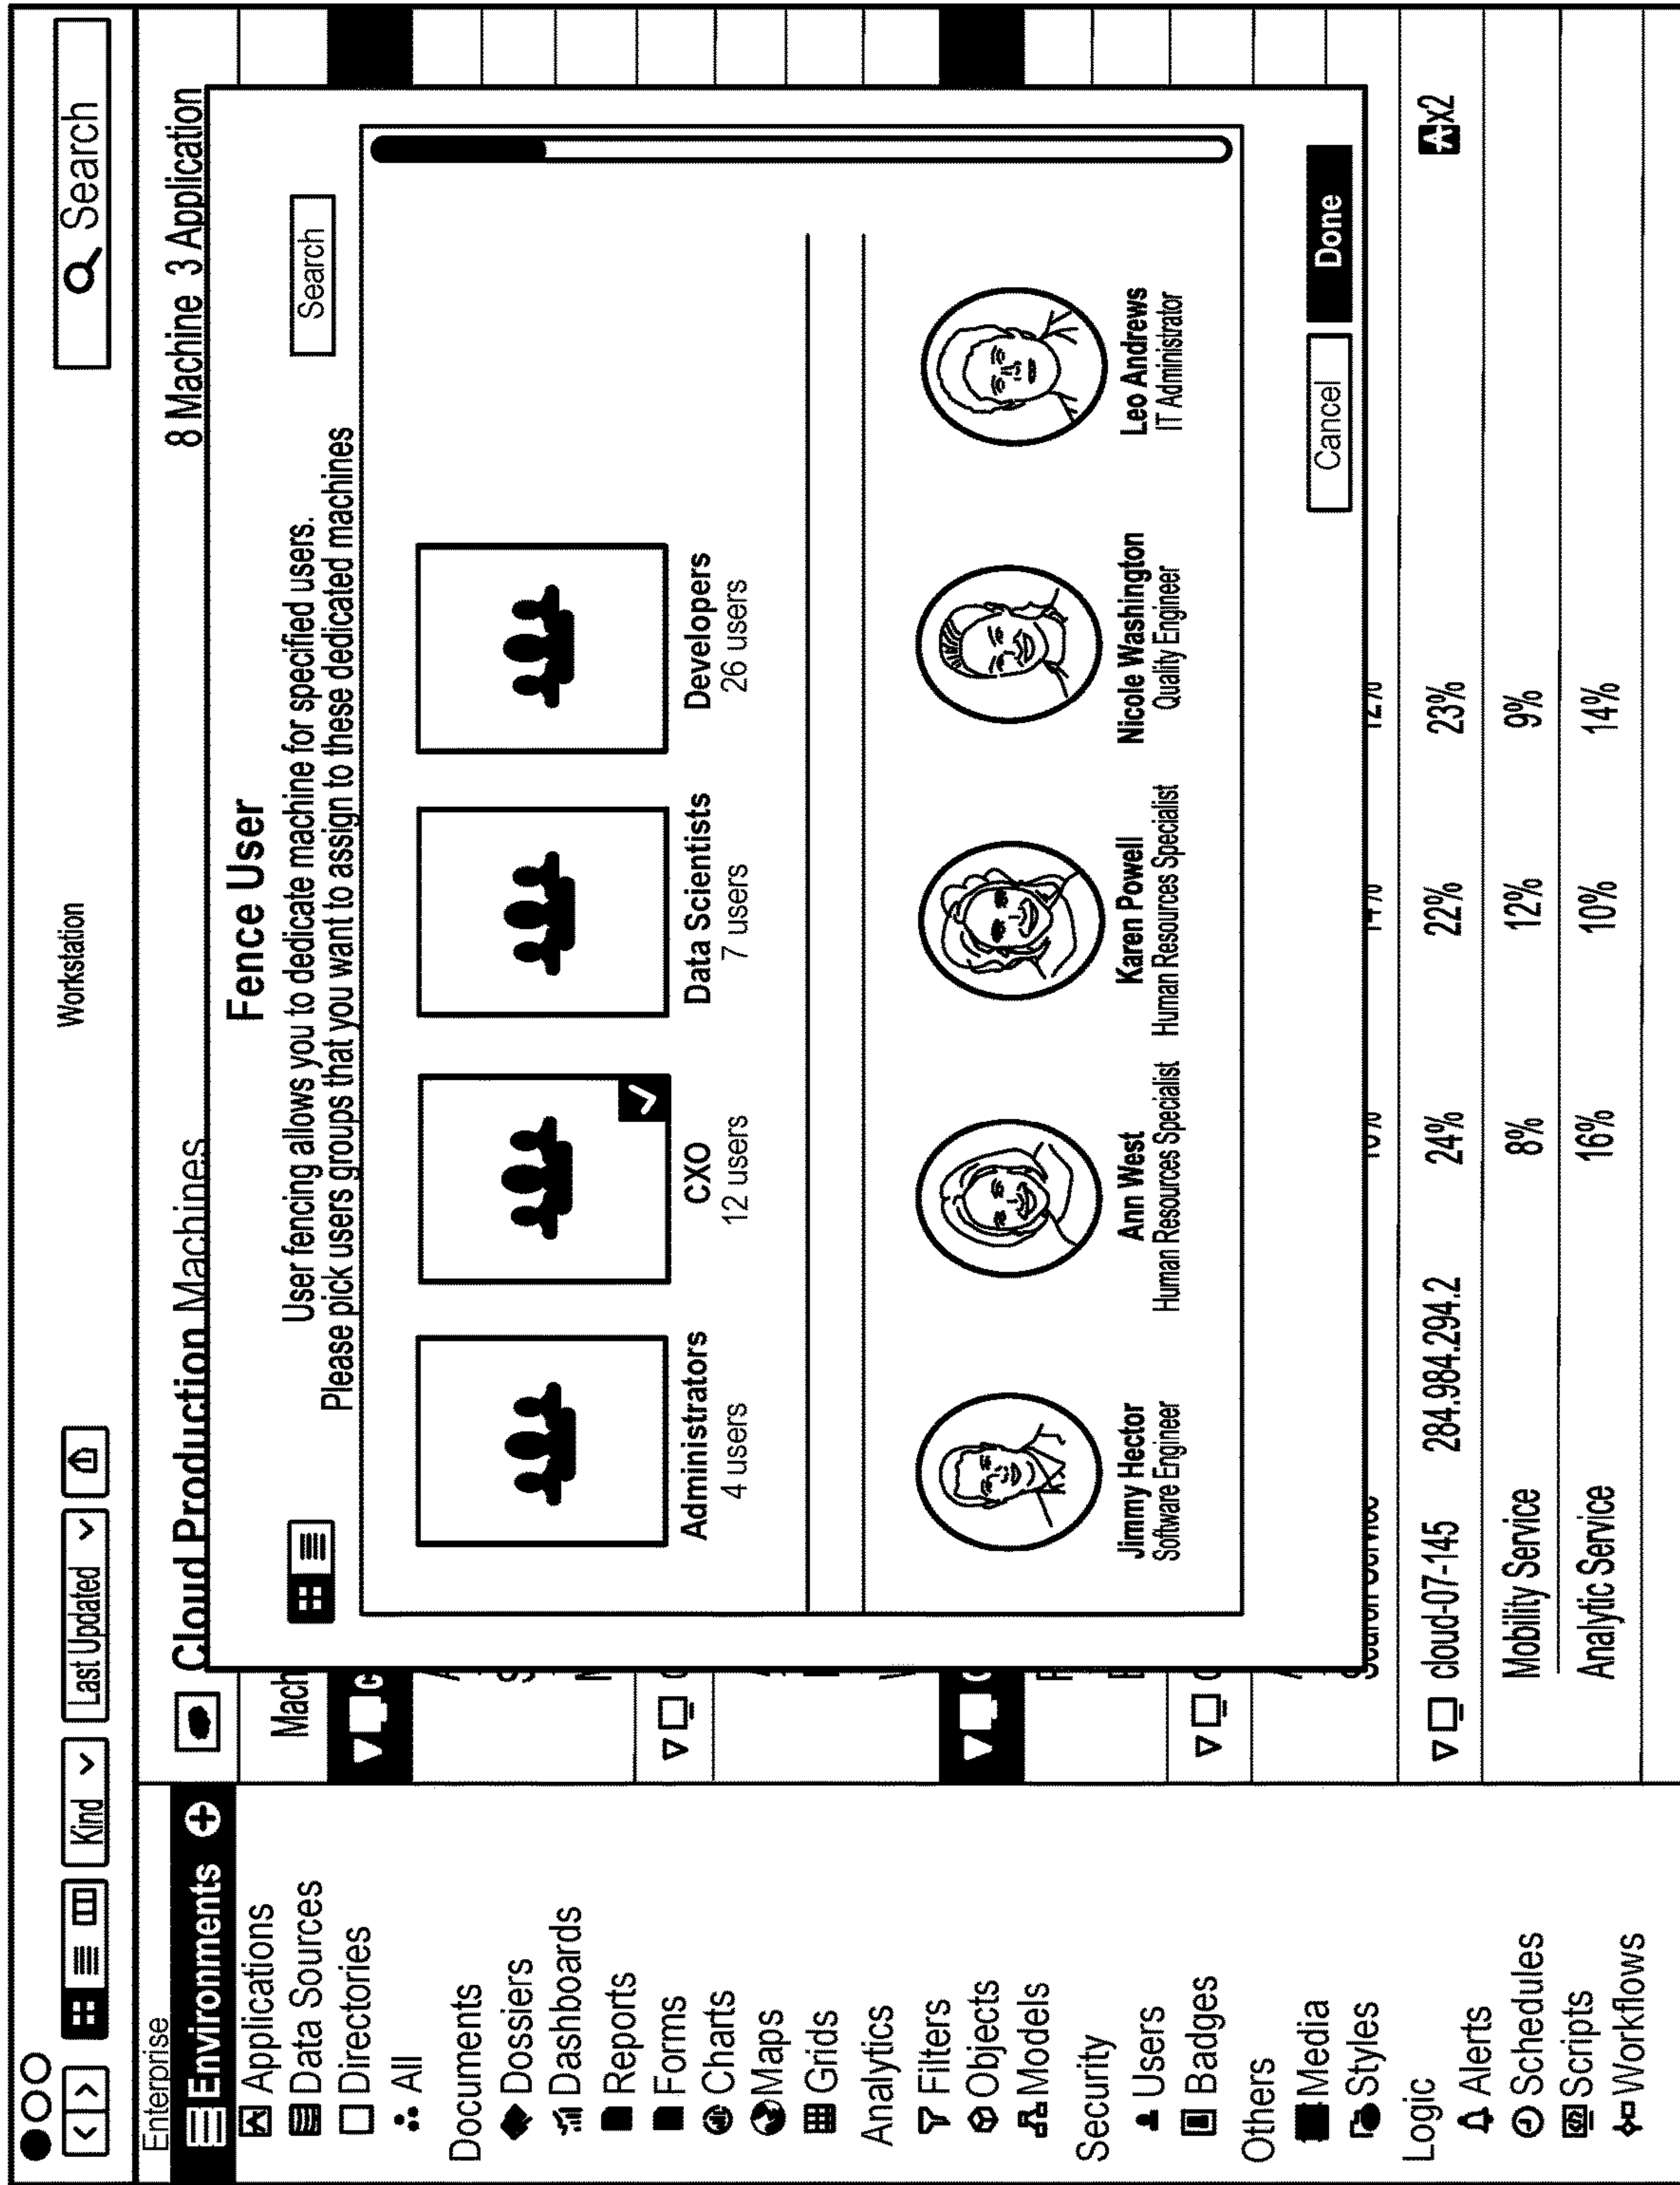 Workstation
Kind
Last Updated
Search
Enterprise
Environments
Applications
Data Sources
Directories
All
Documents
Dossiers
Dashboards
Reports
Forms
Charts
Maps
Grids
Analytics
Filters
Objects
Models
Security
Users
Badges
Others
Media
Styles
Logic
Alerts
Schedules
Scripts
Workflows
Cloud Production Machines
8 Machine 3 Application
Mach
Fence User
User fencing allows you to dedicate machine for specified users.
Please pick users groups that you want to assign to these dedicated machines
Search
Administrators
4 users
CXO
12 users
Data Scientists
7 users
Developers
26 users
Jimmy Hector
Software Engineer
Ann West
Human Resources Specialist
Karen Powell
Human Resources Specialist
Nicole Washington
Quality Engineer
Leo Andrews
IT Administrator
Cancel
Done
12%
cloud-07-145 284.984.294.2 24% 22% 23% A x2
Mobility Service 8% 12% 9%
Analytic Service 16% 10% 14%